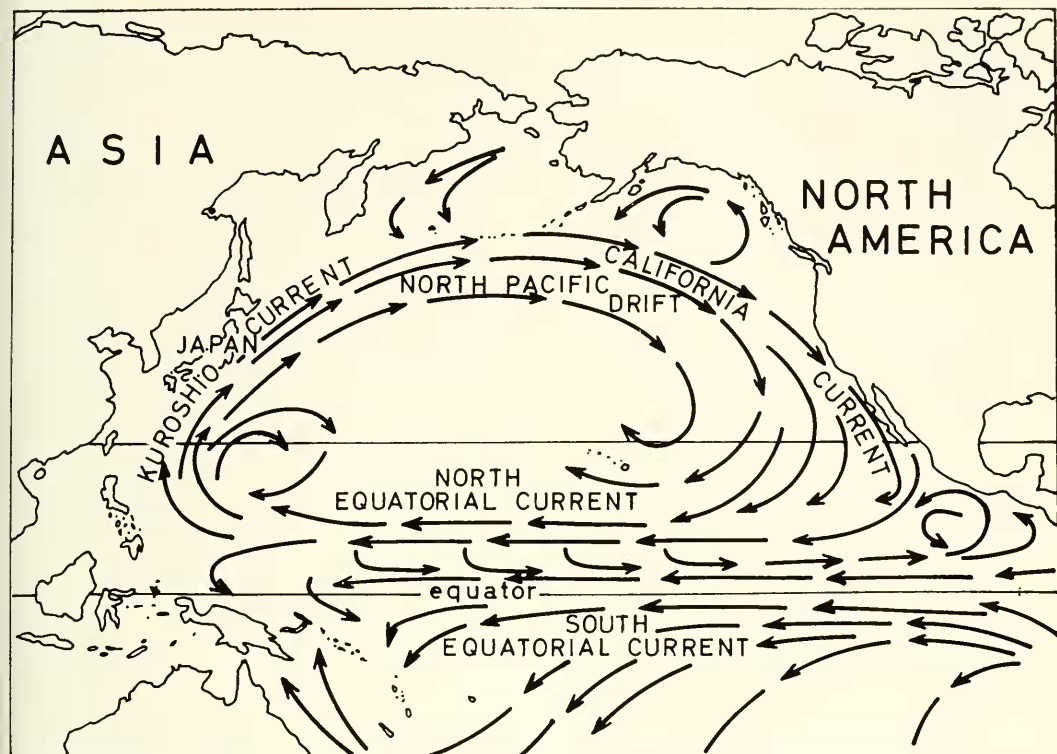 ASIA
NORTH
AMERICA
KUROSHIO
JAPAN CURRENT
NORTH PACIFIC
DRIFT
CALIFORNIA
CURRENT
NORTH
EQUATORIAL CURRENT
equator
SOUTH
EQUATORIAL CURRENT